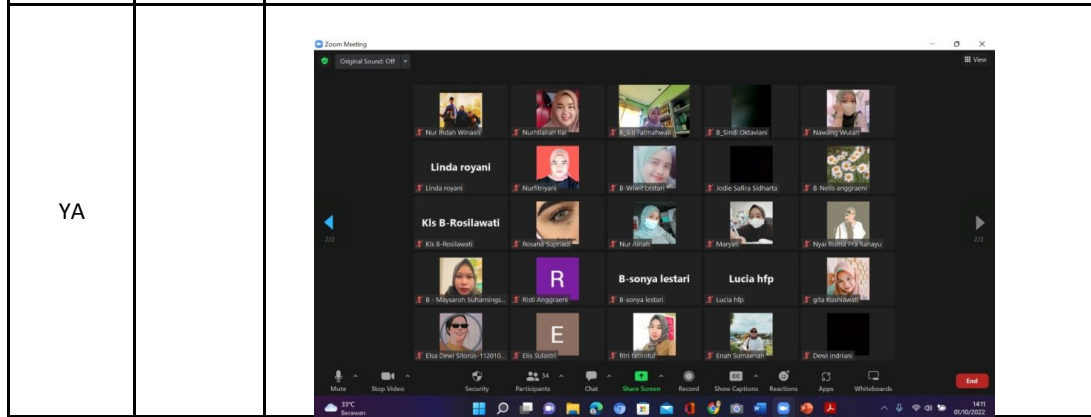 Zoom Meeting
Original Sound: Off
View
Nur Indah Winasih
Nurhilaliah Ilal
B_Siti Fatmahwati
B_Sindi Oktaviani
Nawang Wulan
Linda royani
Linda royani
Nurfitriyani
B-Wiwit Lestari
Jodie Safira Sidharta
B-Nelis anggraeni
YA
Kls B-Rosilawati
2/2
Kls B-Rosilawati
Rosana Supriadi
Nur Ainah
Maryati
Nyai Risma Pra Rahayu
2/2
R
B-sonya lestari
Lucia hfp
B - Maysaroh Suharnings...
Risti Anggraeni
B-sonya lestari
Lucia hfp
gita Kushiawati
E
Elsa Dewi Sitorus-112010...
Elis Sulastri
fitri fatirotul
Enah Sumaenah
Dewi indriani
34
CC
Mute
Stop Video
Security
Participants
Chat
Share Screen
Record
Show Captions
Reactions
Apps
Whiteboards
End
33°C
Berawan
14:11
01/10/2022